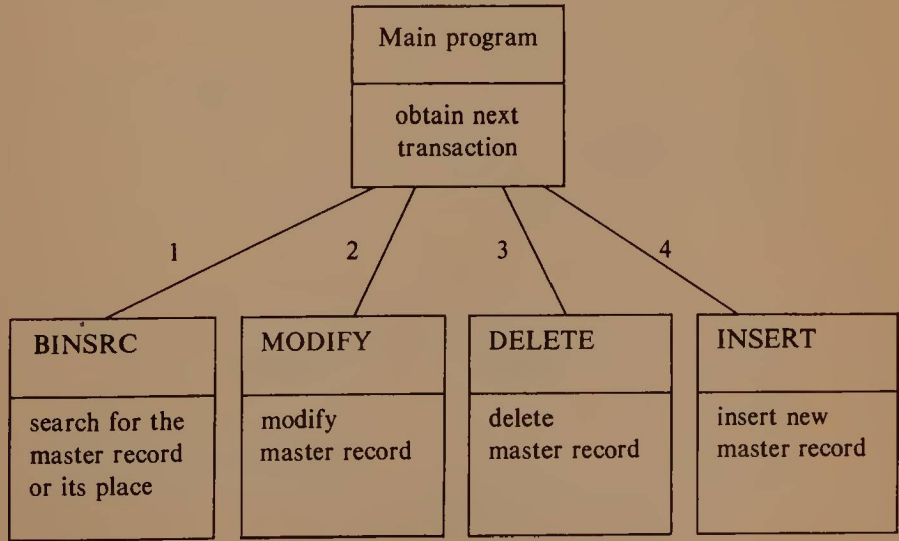 Main program
obtain next
transaction
1
2
3
4
BINSRC
search for the
master record
or its place
MODIFY
modify
master record
DELETE
delete
master record
INSERT
insert new
master record